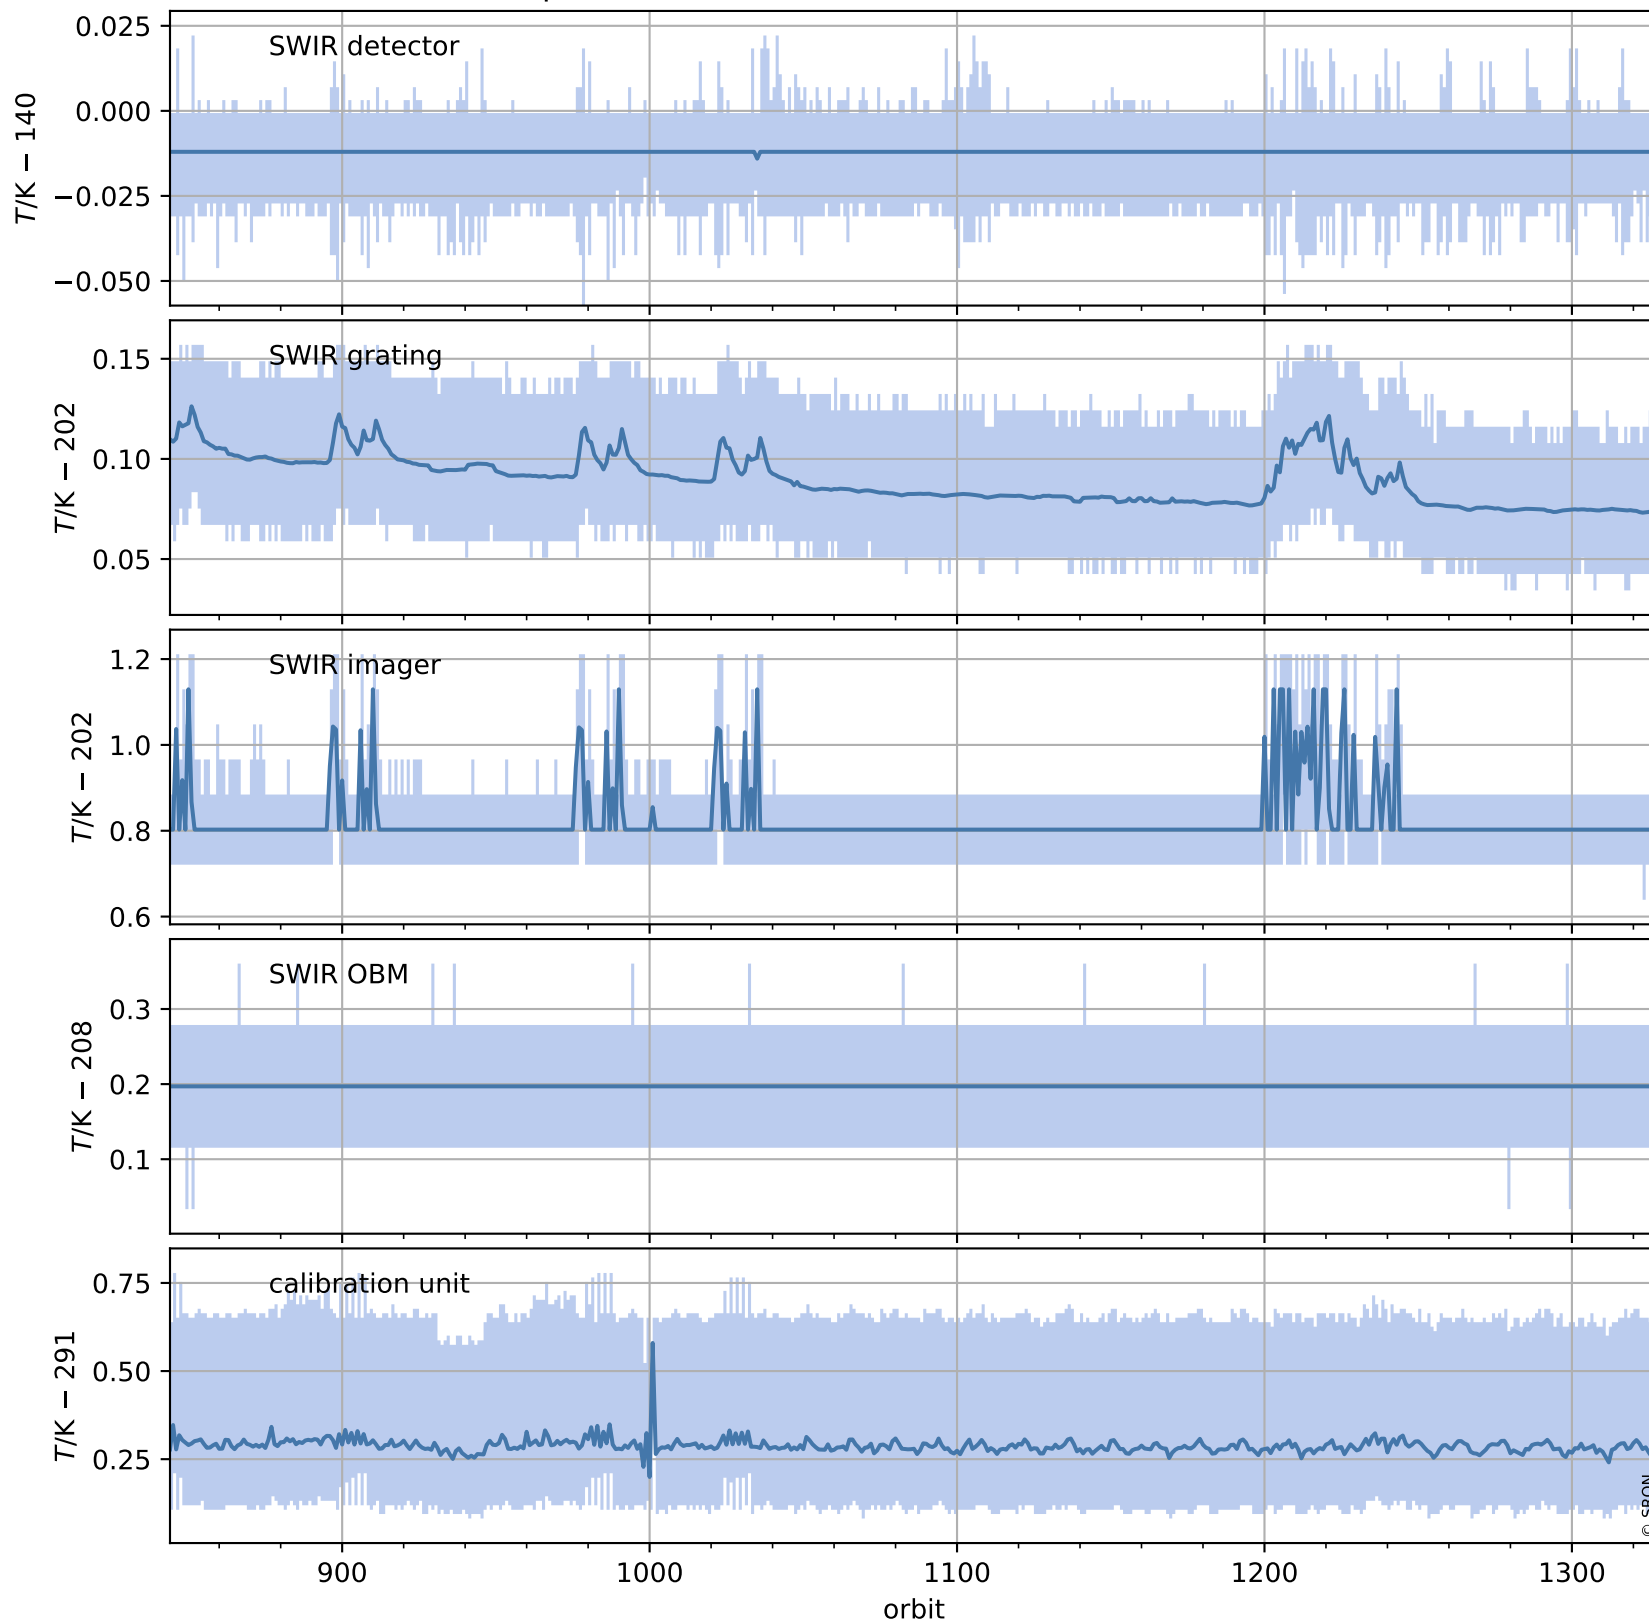 0.025
0.000
−0.025
−0.050
T/K − 140
SWIR detector
0.15
0.10
0.05
T/K − 202
SWIR grating
1.2
1.0
0.8
0.6
T/K − 202
SWIR imager
0.3
0.2
0.1
T/K − 208
SWIR OBM
0.75
0.50
0.25
T/K − 291
calibration unit
900 1000 1100 1200 1300
orbit
© SRON